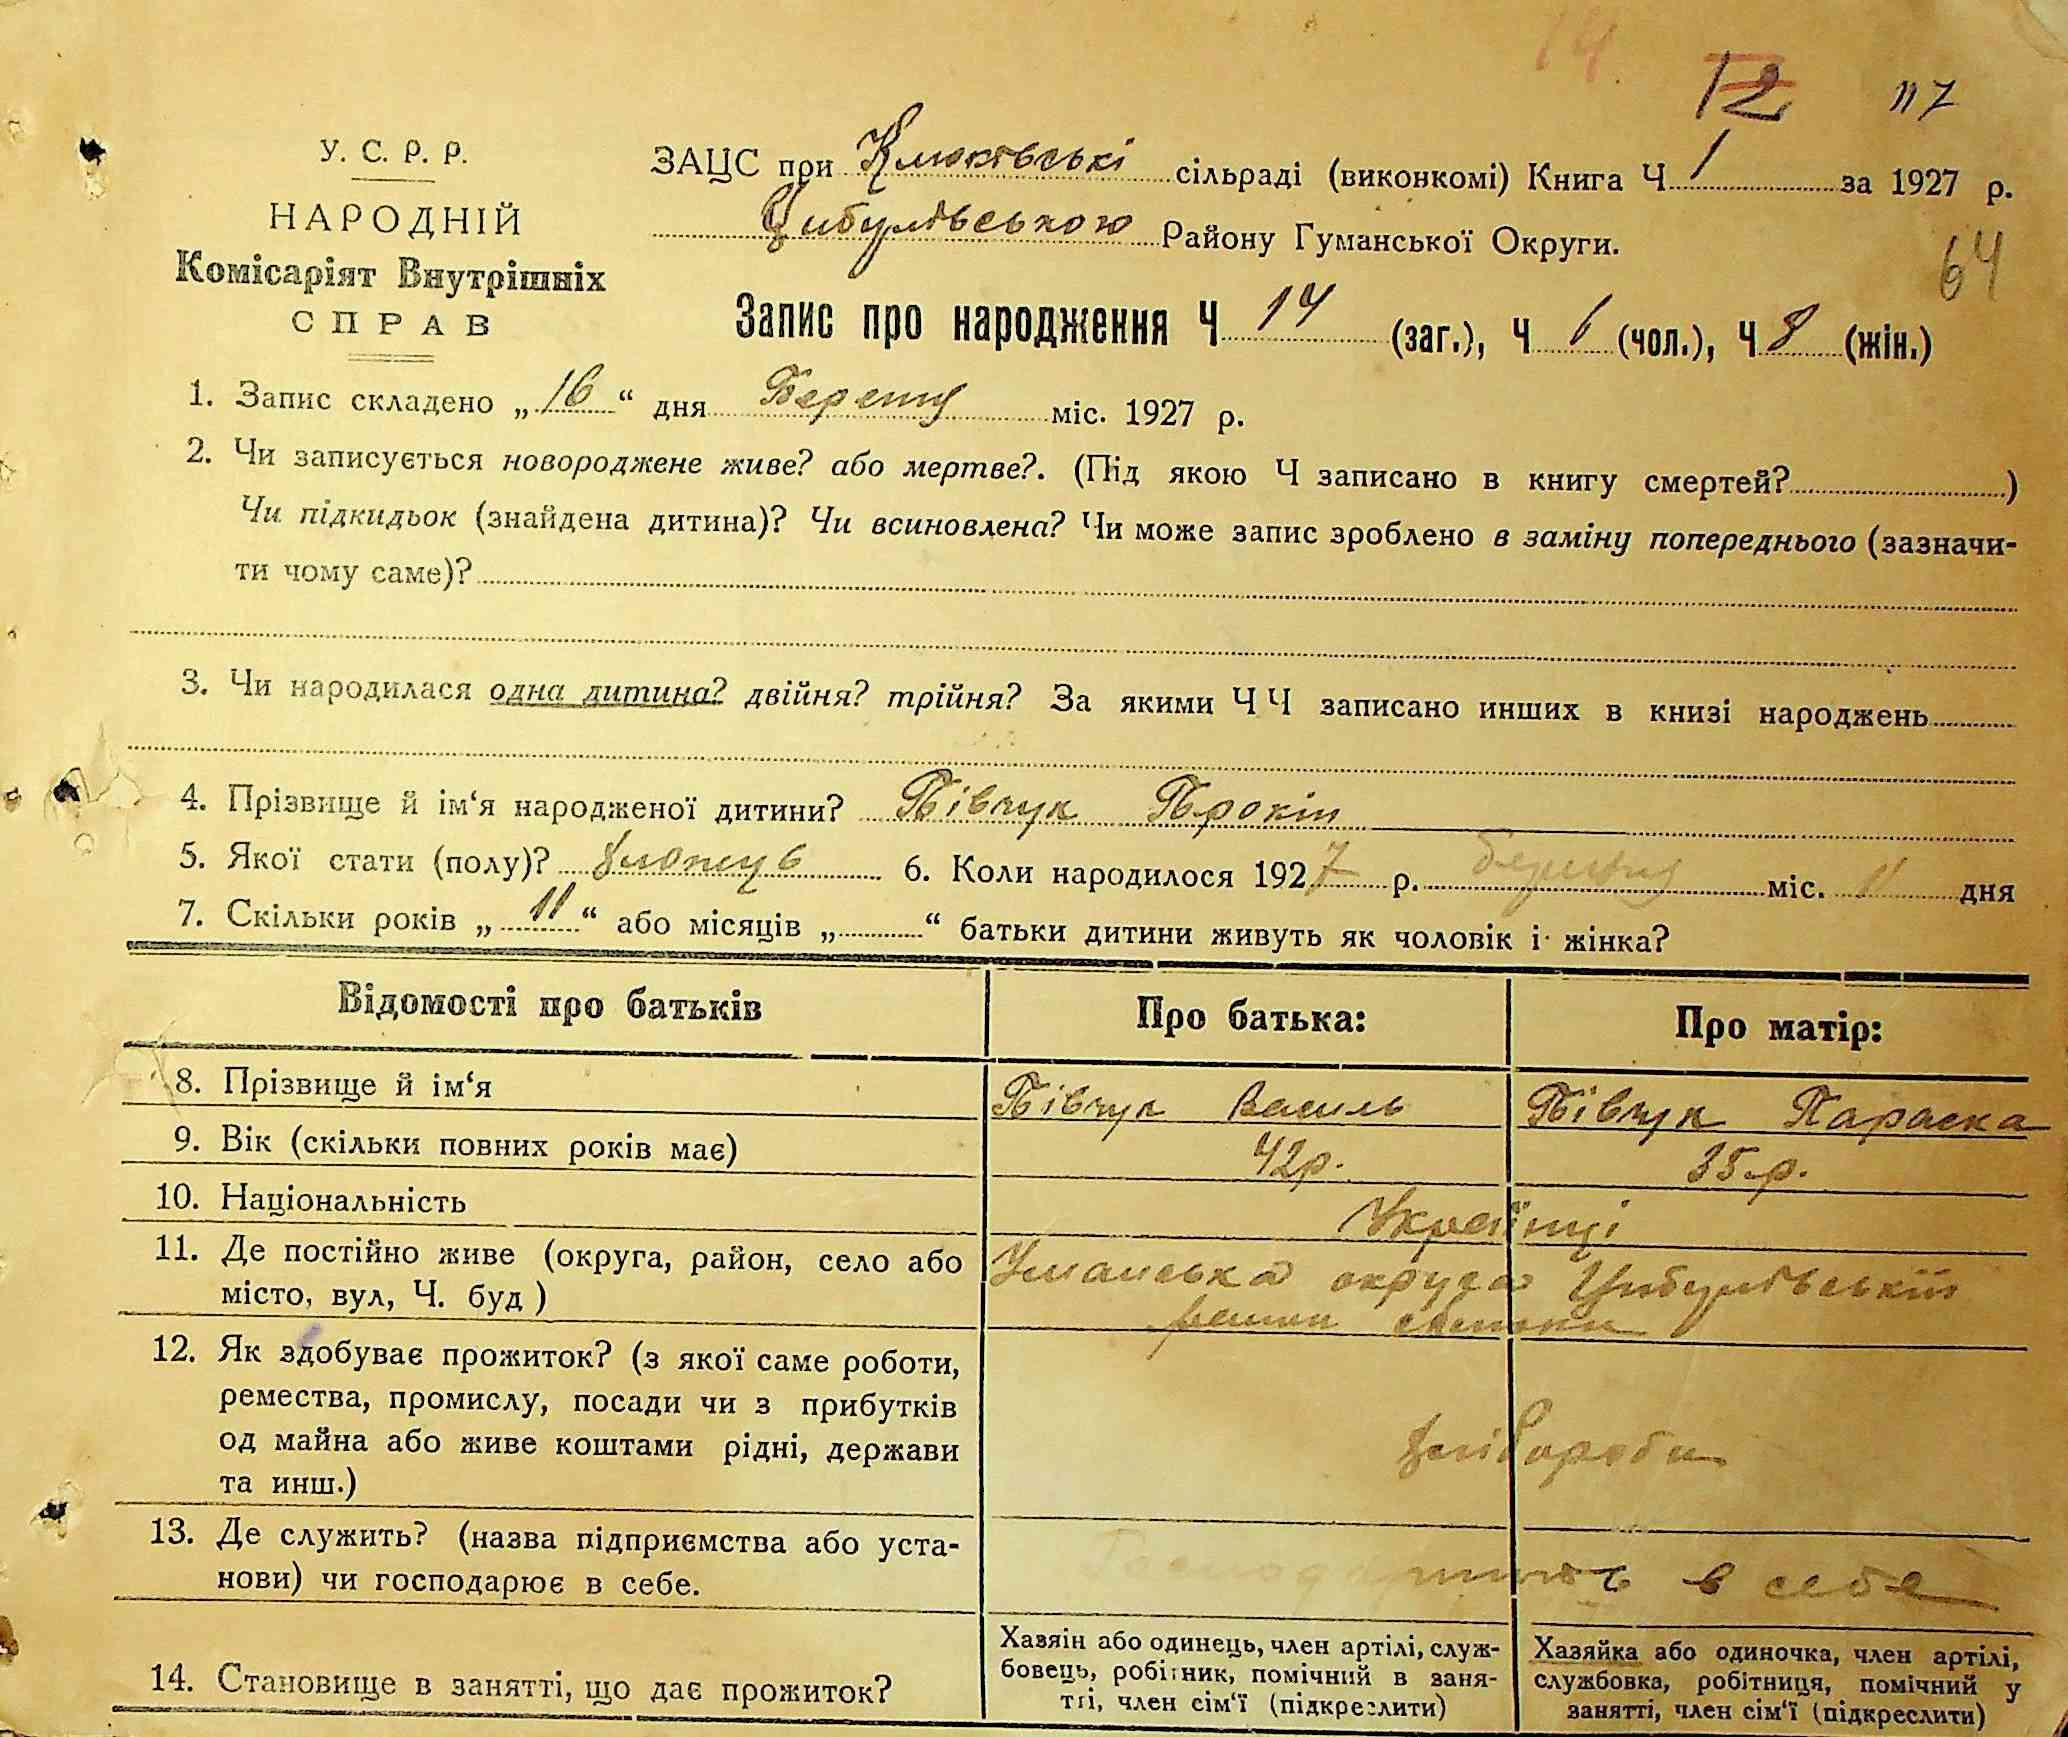 14.
12 117
У. С. Р. Р.
ЗАЦС при сільраді (виконкомі) Книга Ч 1 за 1927 р.
НАРОДНІЙ
Цибулівською Району Гуманської Округи.
Комісаріят Внутрішніх
64
СПРАВ
Запис про народження Ч 14 (заг.), Ч 6 (чол.), Ч 8 (жін.)
1. Запис складено „16“ дня Березня міс. 1927 р.
2. Чи записується новороджене живе? або мертве?. (Під якою Ч записано в книгу смертей? )
Чи підкидьок (знайдена дитина)? Чи всиновлена? Чи може запис зроблено в заміну попереднього (зазначи-
ти чому саме)?
3. Чи народилася одна дитина? двійня? трійня? За якими ЧЧ записано инших в книзі народжень
4. Прізвище й ім‘я народженої дитини? Півчук Прокіп
5. Якої стати (полу)? хлопець 6. Коли народилося 1927 р. березня міс. 11 дня
7. Скільки років „11“ або місяців „ “ батьки дитини живуть як чоловік і жінка?
Відомості про батьків Про батька: Про матір:
8. Прізвище й ім‘я Півчук Василь Півчук Параска
9. Вік (скільки повних років має) 42р. 35 р.
10. Національність Українці
11. Де постійно живе (округа, район, село або Уманська округа Цибулівський
місто, вул, Ч. буд )
12. Як здобуває прожиток? (з якої саме роботи,
ремества, промислу, посади чи з прибутків
од майна або живе коштами рідні, держави хлібороби
та инш.)
13. Де служить? (назва підприємства або уста-
нови) чи господарює в себе. в себе
14. Становище в занятті, що дає прожиток?
Хазяін або одинець, член артілі, служ-
бовець, робітник, помічний в заня-
тті, член сім‘ї (підкреслити)
Хазяйка або одиночка, член артілі,
службовка, робітниця, помічний у
занятті, член сім‘ї (підкреслити)